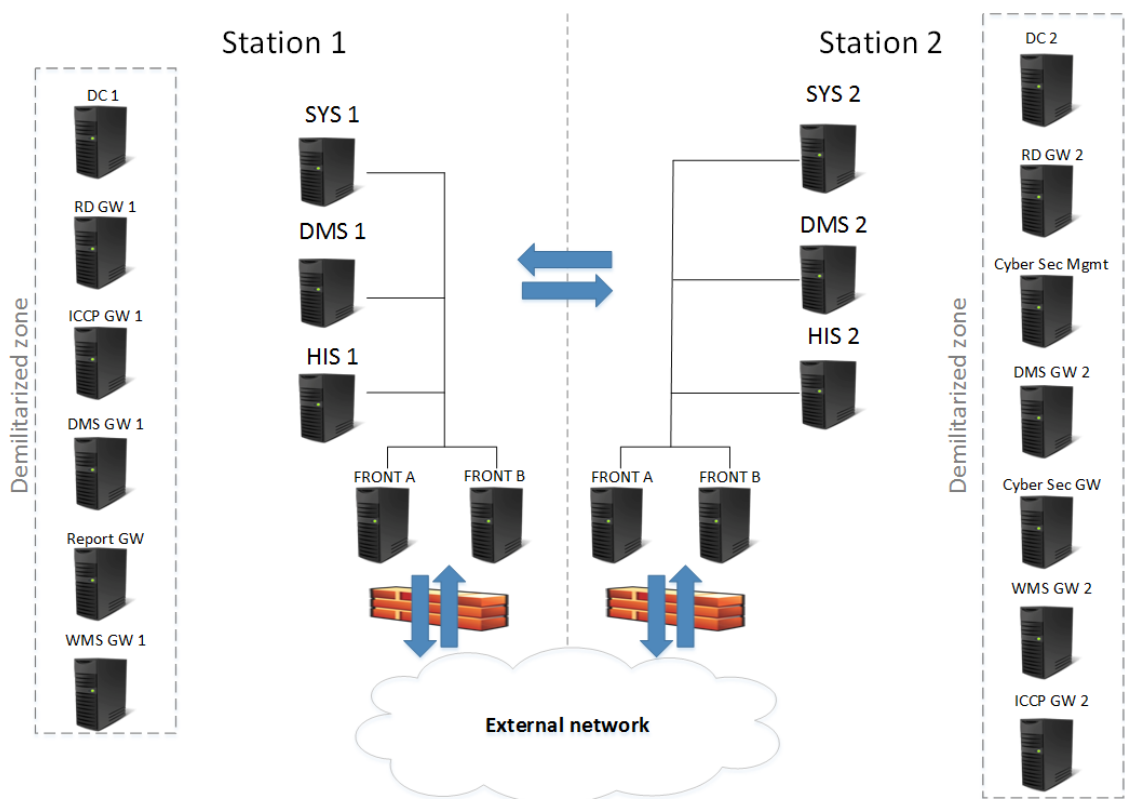 Station 1
Station 2
Demilitarized zone
DC 1
RD GW 1
ICCP GW 1
DMS GW 1
Report GW
WMS GW 1
SYS 1
DMS 1
HIS 1
FRONT A
FRONT B
SYS 2
DMS 2
HIS 2
FRONT A
FRONT B
Demilitarized zone
DC 2
RD GW 2
Cyber Sec Mgmt
DMS GW 2
Cyber Sec GW
WMS GW 2
ICCP GW 2
External network